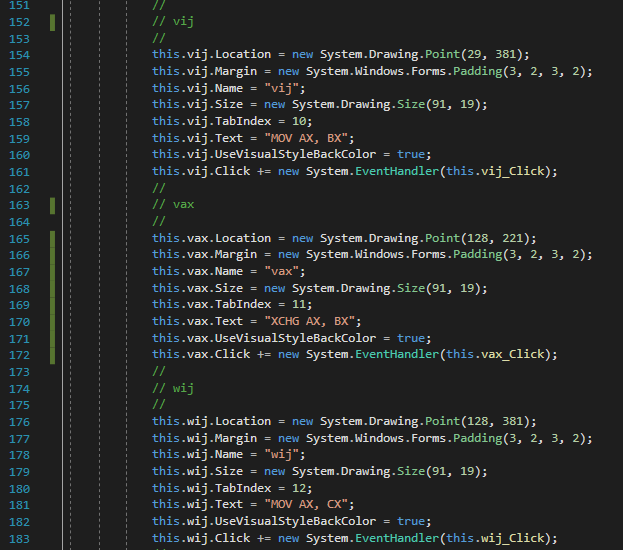 151 //
152 // vij
153 //
154 this.vij.Location = new System.Drawing.Point(29, 381);
155 this.vij.Margin = new System.Windows.Forms.Padding(3, 2, 3, 2);
156 this.vij.Name = "vij";
157 this.vij.Size = new System.Drawing.Size(91, 19);
158 this.vij.TabIndex = 10;
159 this.vij.Text = "MOV AX, BX";
160 this.vij.UseVisualStyleBackColor = true;
161 this.vij.Click += new System.EventHandler(this.vij_Click);
162 //
163 // vax
164 //
165 this.vax.Location = new System.Drawing.Point(128, 221);
166 this.vax.Margin = new System.Windows.Forms.Padding(3, 2, 3, 2);
167 this.vax.Name = "vax";
168 this.vax.Size = new System.Drawing.Size(91, 19);
169 this.vax.TabIndex = 11;
170 this.vax.Text = "XCHG AX, BX";
171 this.vax.UseVisualStyleBackColor = true;
172 this.vax.Click += new System.EventHandler(this.vax_Click);
173 //
174 // wij
175 //
176 this.wij.Location = new System.Drawing.Point(128, 381);
177 this.wij.Margin = new System.Windows.Forms.Padding(3, 2, 3, 2);
178 this.wij.Name = "wij";
179 this.wij.Size = new System.Drawing.Size(91, 19);
180 this.wij.TabIndex = 12;
181 this.wij.Text = "MOV AX, CX";
182 this.wij.UseVisualStyleBackColor = true;
183 this.wij.Click += new System.EventHandler(this.wij_Click);